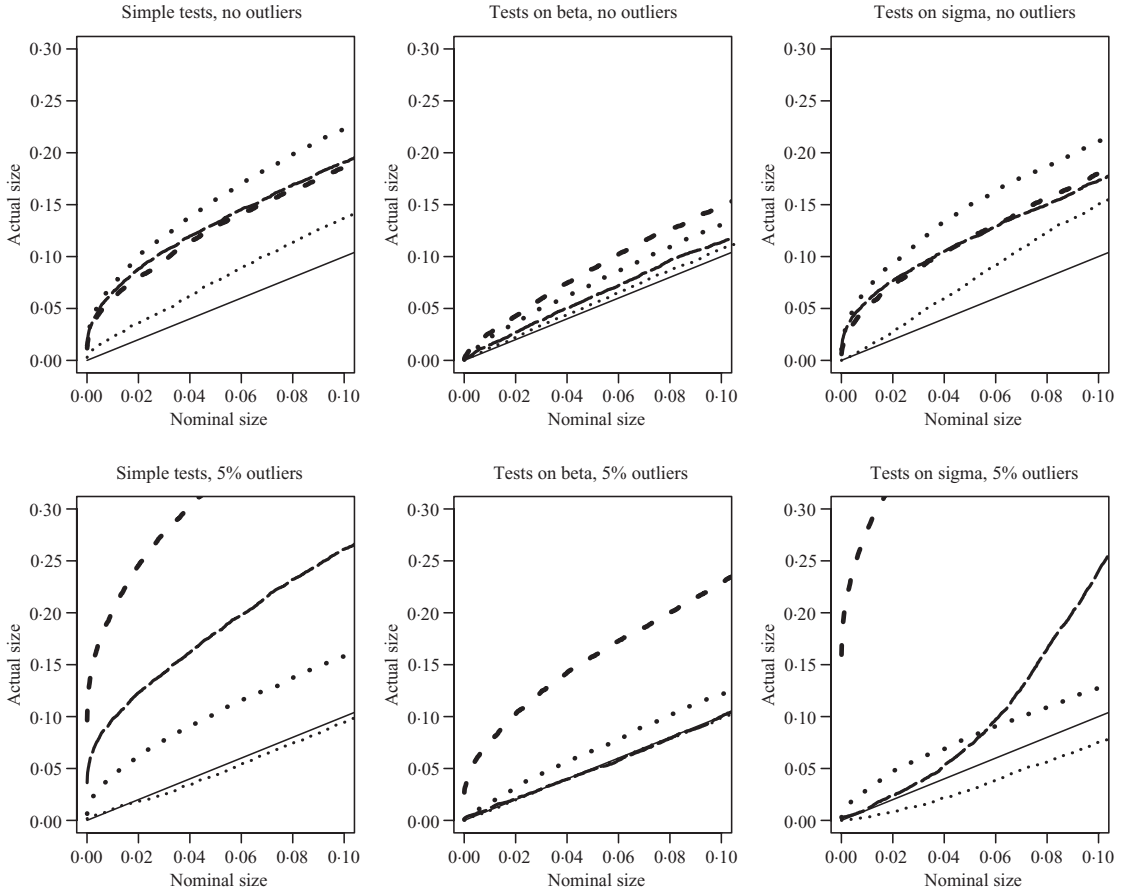 Simple tests, no outliers
Tests on beta, no outliers
Tests on sigma, no outliers
0·30
0·25
0·20
0·15
0·10
0·05
0·00
Actual size
0·00 0·02 0·04 0·06 0·08 0·10
Nominal size
0·30
0·25
0·20
0·15
0·10
0·05
0·00
Actual size
0·00 0·02 0·04 0·06 0·08 0·10
Nominal size
0·30
0·25
0·20
0·15
0·10
0·05
0·00
Actual size
0·00 0·02 0·04 0·06 0·08 0·10
Nominal size
Simple tests, 5% outliers
Tests on beta, 5% outliers
Tests on sigma, 5% outliers
0·30
0·25
0·20
0·15
0·10
0·05
0·00
Actual size
0·00 0·02 0·04 0·06 0·08 0·10
Nominal size
0·30
0·25
0·20
0·15
0·10
0·05
0·00
Actual size
0·00 0·02 0·04 0·06 0·08 0·10
Nominal size
0·30
0·25
0·20
0·15
0·10
0·05
0·00
Actual size
0·00 0·02 0·04 0·06 0·08 0·10
Nominal size